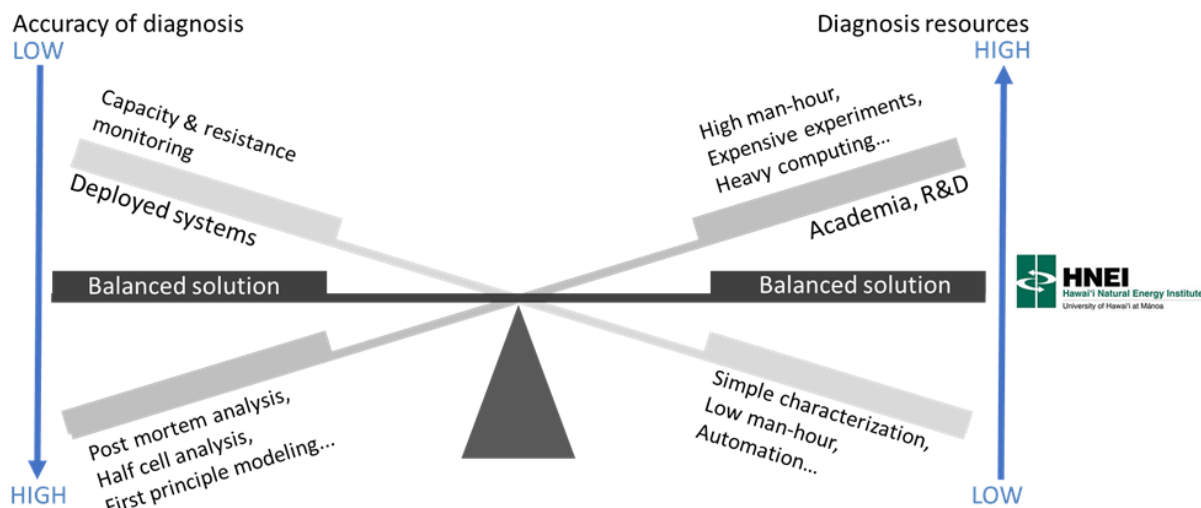 Accuracy of diagnosis
LOW
Diagnosis resources
HIGH
Capacity & resistance
monitoring
Deployed systems
High man-hour,
Expensive experiments,
Heavy computing...
Academia, R&D
Balanced solution
Balanced solution
HNEI
Hawai'i Natural Energy Institute
University of Hawai'i at Mānoa
Post mortem analysis,
Half cell analysis,
First principle modeling...
HIGH
Simple characterization,
Low man-hour,
Automation...
LOW